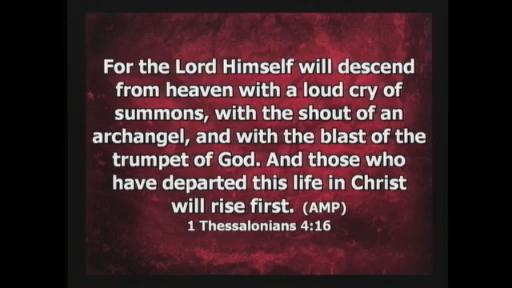 For the Lord Himself will descend
from heaven with a loud cry of
summons, with the shout of an
archangel, and with the blast of the
trumpet of God. And those who
have departed this life in Christ
will rise first. (AMP)
1 Thessalonians 4:16